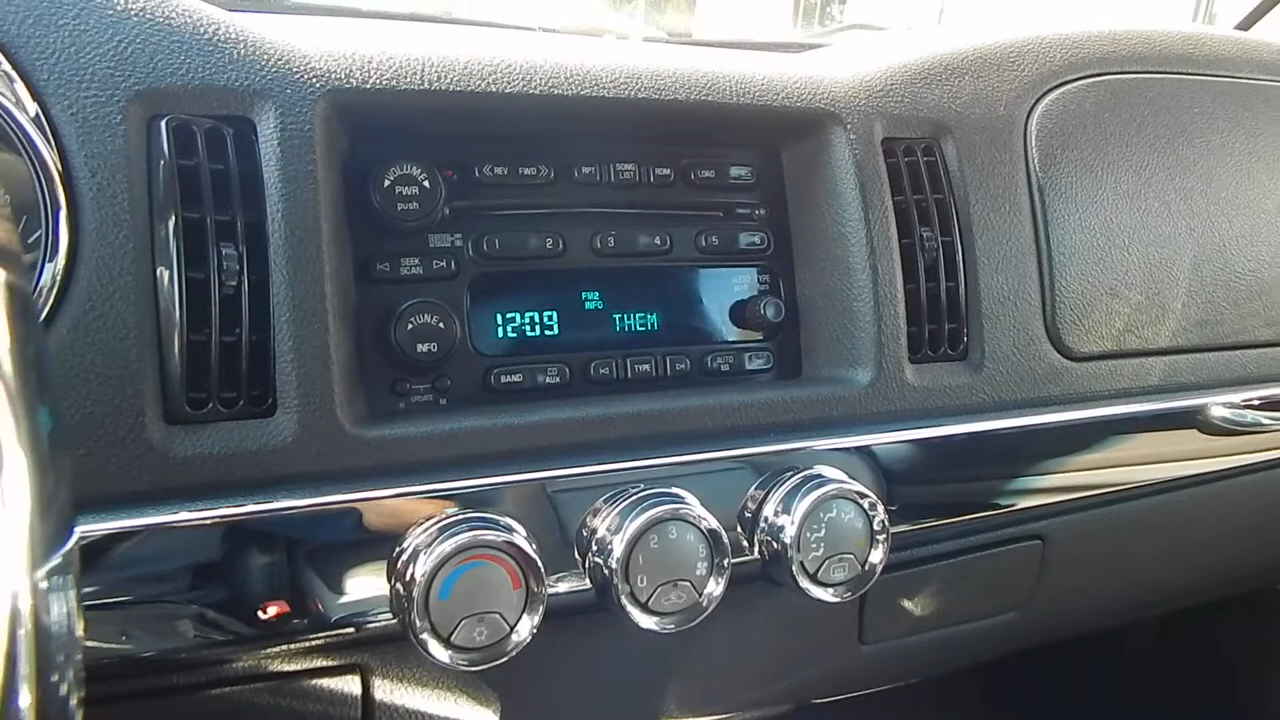 VOLUME
PWR
push
REV FWD
RPT SONG LIST RDM
LOAD
1 2 3 4 5 6
SEEK
SCAN
AUDIO TYPE
push turn
FM2
INFO
12:09 THEM
TUNE
INFO
BAND CD AUX
TYPE
AUTO EQ
H UPDATE M
0 1 2 3 4 5